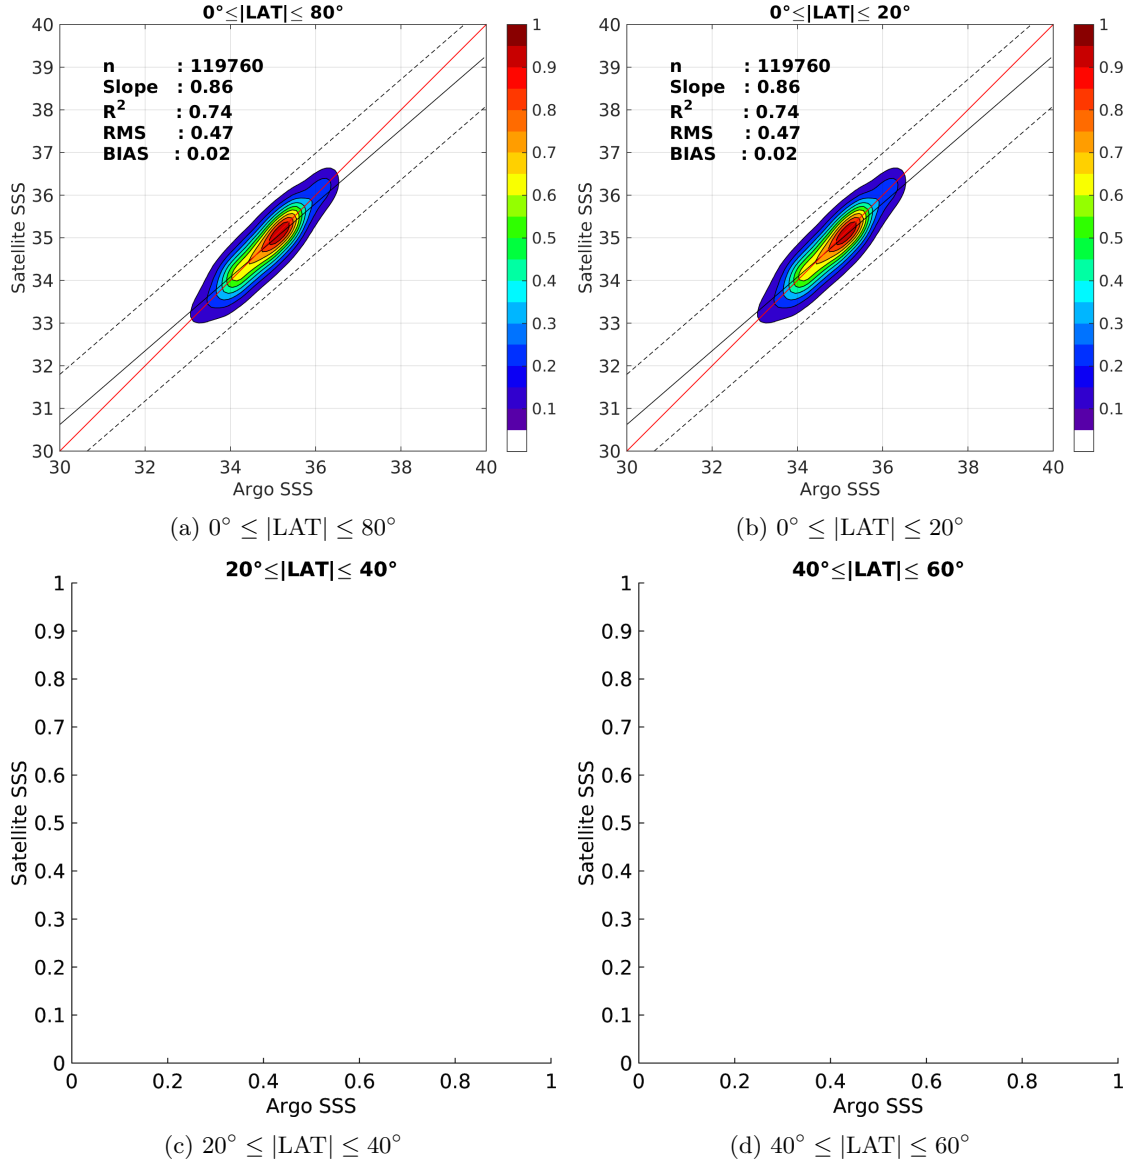 0°≤|LAT|≤ 80°
40
39
38
37
36
35
34
33
32
31
30
30 32 34 36 38 40
Satellite SSS
Argo SSS
n : 119760
Slope : 0.86
R² : 0.74
RMS : 0.47
BIAS : 0.02
1
0.9
0.8
0.7
0.6
0.5
0.4
0.3
0.2
0.1
(a) 0° ≤ |LAT| ≤ 80°
0°≤|LAT|≤ 20°
40
39
38
37
36
35
34
33
32
31
30
30 32 34 36 38 40
Satellite SSS
Argo SSS
n : 119760
Slope : 0.86
R² : 0.74
RMS : 0.47
BIAS : 0.02
1
0.9
0.8
0.7
0.6
0.5
0.4
0.3
0.2
0.1
(b) 0° ≤ |LAT| ≤ 20°
20°≤|LAT|≤ 40°
1
0.9
0.8
0.7
0.6
0.5
0.4
0.3
0.2
0.1
0
0 0.2 0.4 0.6 0.8 1
Satellite SSS
Argo SSS
(c) 20° ≤ |LAT| ≤ 40°
40°≤|LAT|≤ 60°
1
0.9
0.8
0.7
0.6
0.5
0.4
0.3
0.2
0.1
0
0 0.2 0.4 0.6 0.8 1
Satellite SSS
Argo SSS
(d) 40° ≤ |LAT| ≤ 60°